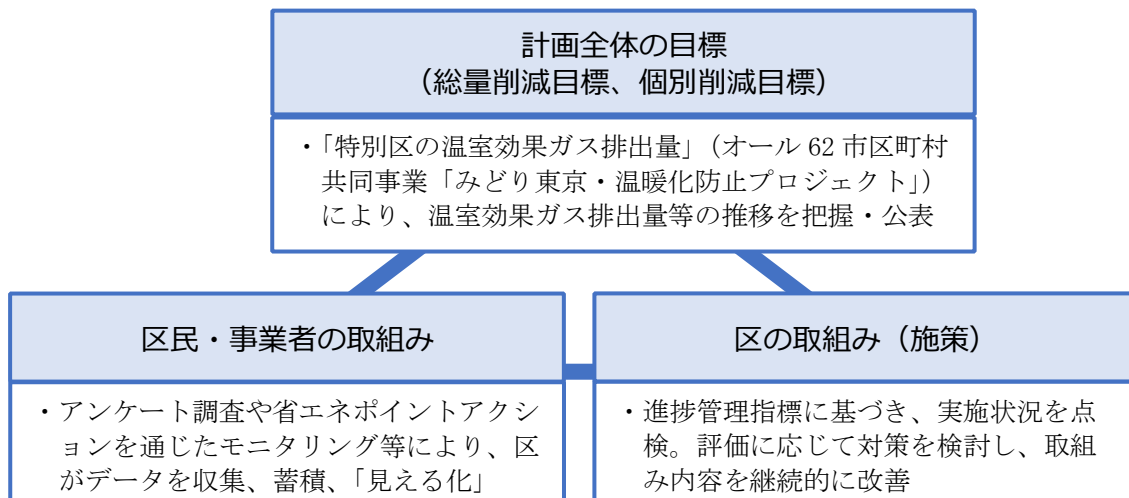 計画全体の目標
（総量削減目標、個別削減目標）
・「特別区の温室効果ガス排出量」（オール 62 市区町村
共同事業「みどり東京・温暖化防止プロジェクト」）
により、温室効果ガス排出量等の推移を把握・公表
区民・事業者の取組み
・アンケート調査や省エネポイントアクシ
ョンを通じたモニタリング等により、区
がデータを収集、蓄積、「見える化」
区の取組み（施策）
・進捗管理指標に基づき、実施状況を点
検。評価に応じて対策を検討し、取組
み内容を継続的に改善